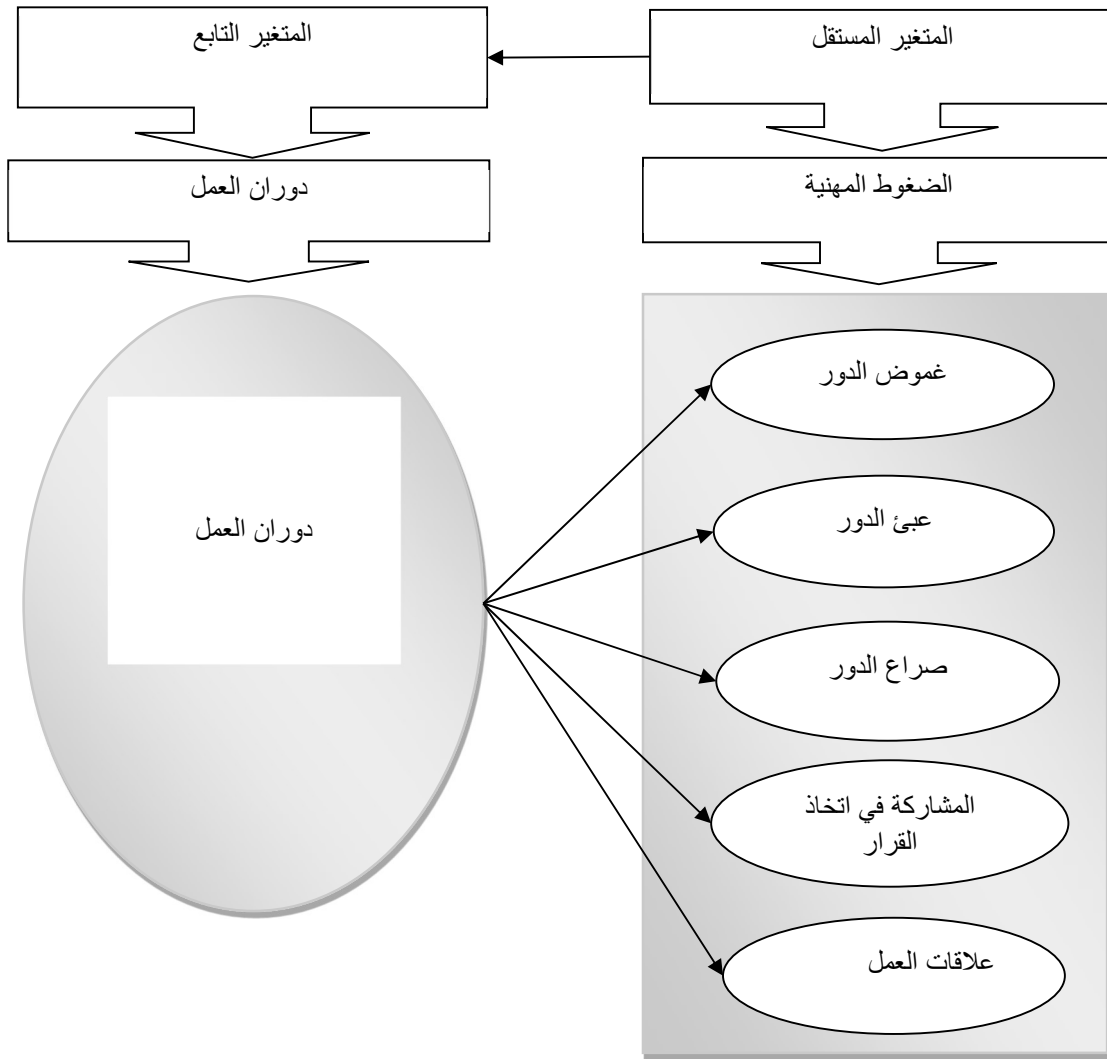 المتغير المستقل
المتغير التابع
الضغوط المهنية
دوران العمل
غموض الدور
عبئ الدور
صراع الدور
المشاركة في اتخاذ
القرار
علاقات العمل
دوران العمل